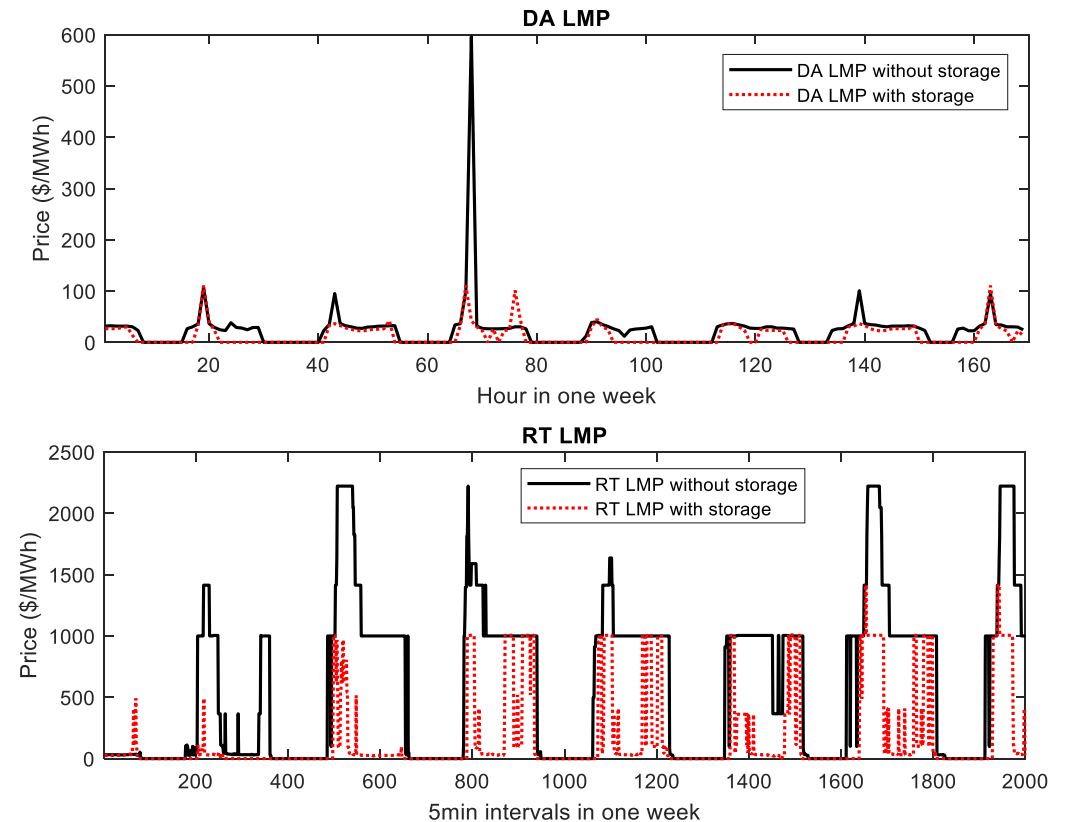 DA LMP
600
500
400
300
200
100
0
Price ($/MWh)
DA LMP without storage
DA LMP with storage
20 40 60 80 100 120 140 160
Hour in one week
RT LMP
2500
2000
1500
1000
500
0
Price ($/MWh)
RT LMP without storage
RT LMP with storage
200 400 600 800 1000 1200 1400 1600 1800 2000
5min intervals in one week